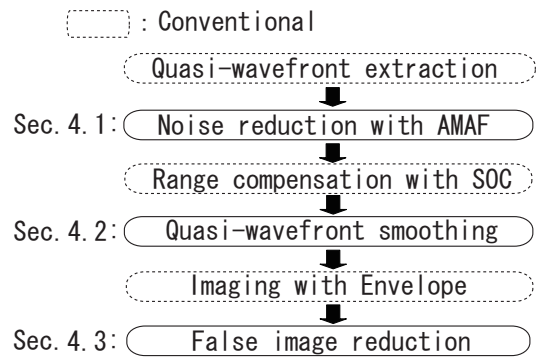 : Conventional
Quasi-wavefront extraction
Sec. 4.1: Noise reduction with AMAF
Range compensation with SOC
Sec. 4.2: Quasi-wavefront smoothing
Imaging with Envelope
Sec. 4.3: False image reduction